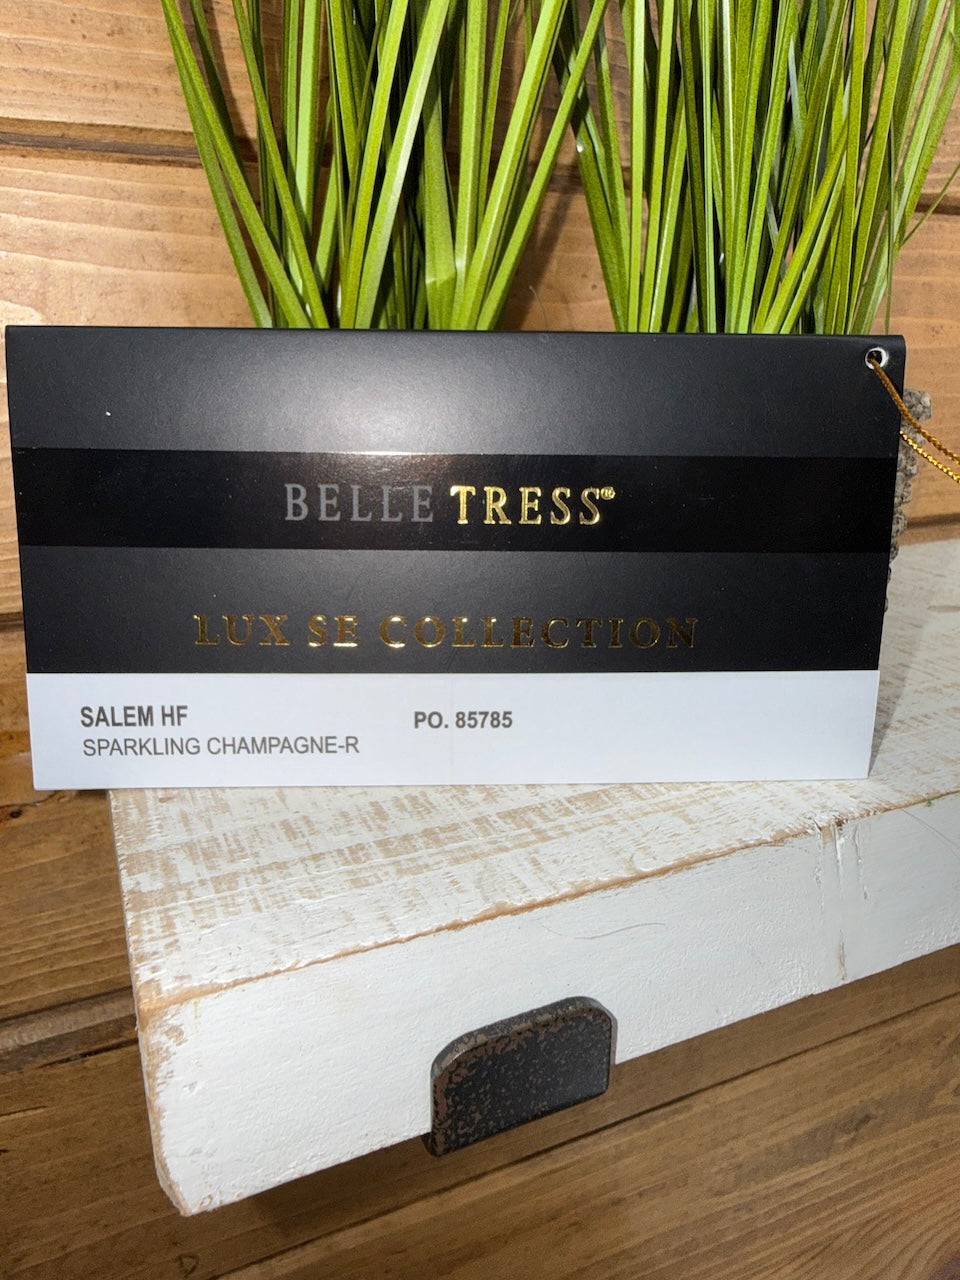 BELLE TRESS®
LUX SE COLLECTION
SALEM HF PO. 85785
SPARKLING CHAMPAGNE-R